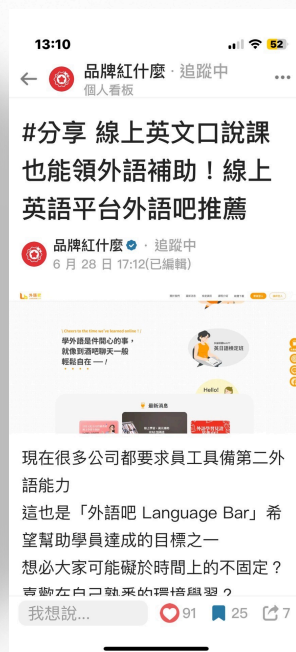 13:10
52
品牌紅什麼 · 追蹤中
個人看板
#分享 線上英文口說課
也能領外語補助！線上
英語平台外語吧推薦
品牌紅什麼 · 追蹤中
6 月 28 日 17:12(已編輯)
學外語是件開心的事，
就像到酒吧聊天一般
輕鬆自在
英日語檢定班
Hello!
最新消息
現在很多公司都要求員工具備第二外
語能力
這也是「外語吧 Language Bar」希
望幫助學員達成的目標之一
想必大家可能礙於時間上的不固定？
喜歡在自己熟悉的環境學習？
我想說...
91
25
7